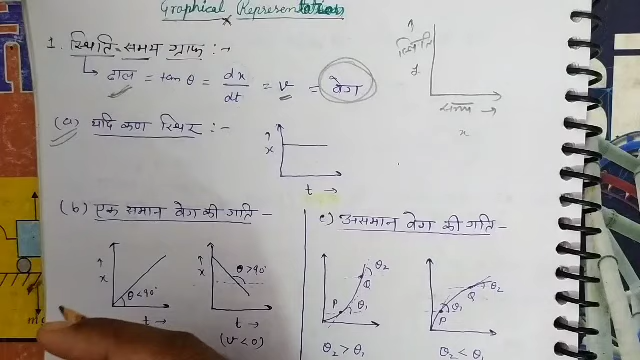 Graphical Representation
1. स्थिति-समय ग्राफ :-
ढाल = tan θ = dx/dt = v = वेग
स्थिति
y
समय →
x
(a) यदि कण स्थिर :-
↑ x
t →
(b) एक समान वेग की गति -
↑ x
θ<90°
t →
↑ x
θ>90°
t →
(v<0)
c) असमान वेग की गति -
P
Q
θ₁
θ₂
θ₂ > θ₁
P
Q
θ₁
θ₂
θ₂ < θ₁